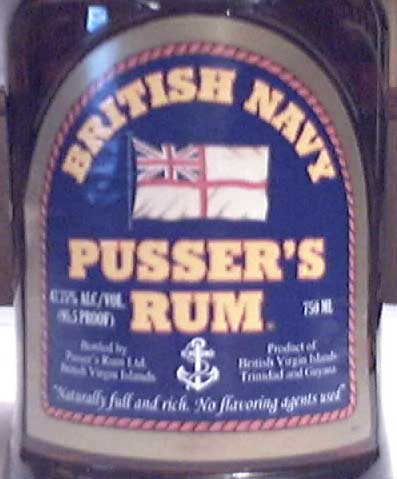 BRITISH NAVY
PUSSER'S
RUM
47.75% ALC/VOL.
(95.5 PROOF)
750 ML
Bottled by
Pusser's Rum Ltd.
British Virgin Islands
Product of
British Virgin Islands
Trinidad and Guyana
"Naturally full and rich. No flavoring agents used"